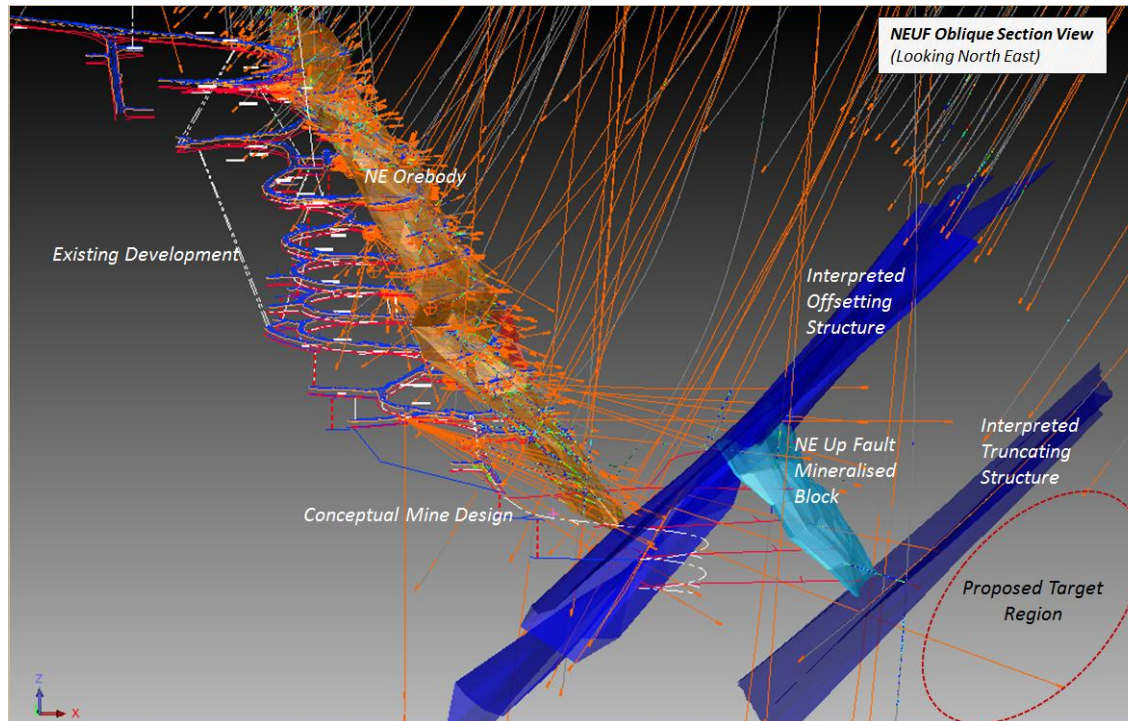 NEUF Oblique Section View
(Looking North East)
NE Orebody
Existing Development
Interpreted
Offsetting
Structure
NE Up Fault
Mineralised
Block
Interpreted
Truncating
Structure
Conceptual Mine Design
Proposed Target
Region
Z
X